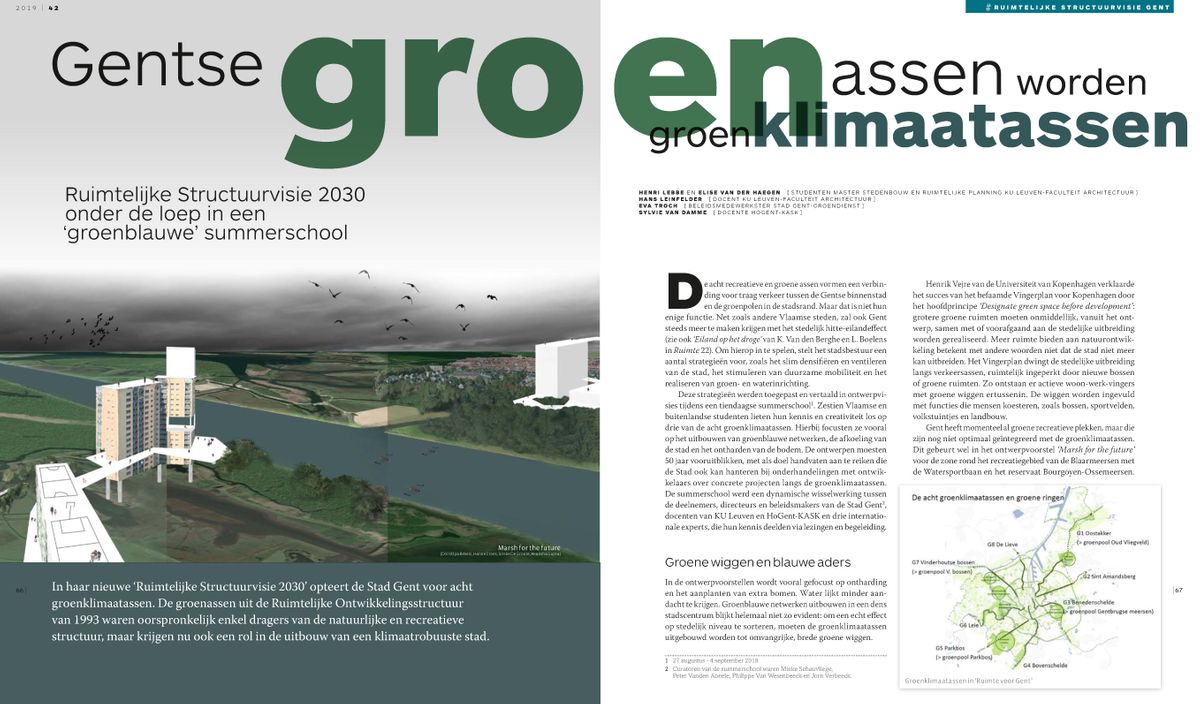 2019 | 42
# RUIMTELIJKE STRUCTUURVISIE GENT
Gentse groenassen worden
groenklimaatassen
Ruimtelijke Structuurvisie 2030
onder de loep in een
‘groenblauwe’ summerschool
HENRI LEBBE EN ELISE VAN DER HAEGEN [STUDENTEN MASTER STEDENBOUW EN RUIMTELIJKE PLANNING KU LEUVEN-FACULTEIT ARCHITECTUUR]
HANS LEINFELDER [DOCENT KU LEUVEN-FACULTEIT ARCHITECTUUR]
EVA TROCH [BELEIDSMEDEWERKSTER STAD GENT-GROENDIENST]
SYLVIE VAN DAMME [DOCENTE HOGENT-KASK]
Marsh for the future
In haar nieuwe ‘Ruimtelijke Structuurvisie 2030’ opteert de Stad Gent voor acht
groenklimaatassen. De groenassen uit de Ruimtelijke Ontwikkelingsstructuur
van 1993 waren oorspronkelijk enkel dragers van de natuurlijke en recreatieve
structuur, maar krijgen nu ook een rol in de uitbouw van een klimaatrobuuste stad.
66 |
De acht recreatieve en groene assen vormen een verbin-
ding voor traag verkeer tussen de Gentse binnenstad
en de groenpolen in de stadsrand. Maar dat is niet hun
enige functie. Net zoals andere Vlaamse steden, zal ook Gent
steeds meer te maken krijgen met het stedelijk hitte-eilandeffect
(zie ook ‘Eiland op het droge’ van K. Van den Berghe en L. Boelens
in Ruimte 22). Om hierop in te spelen, stelt het stadsbestuur een
aantal strategieën voor, zoals het slim densifiëren en ventileren
van de stad, het stimuleren van duurzame mobiliteit en het
realiseren van groen- en waterinrichting.
Deze strategieën werden toegepast en vertaald in ontwerpvi-
sies tijdens een tiendaagse summerschool¹. Zestien Vlaamse en
buitenlandse studenten lieten hun kennis en creativiteit los op
drie van de acht groenklimaatassen. Hierbij focusten ze vooral
op het uitbouwen van groenblauwe netwerken, de afkoeling van
de stad en het ontharden van de bodem. De ontwerpen moesten
50 jaar vooruitblikken, met als doel handvaten aan te reiken die
de Stad ook kan hanteren bij onderhandelingen met ontwik-
kelaars over concrete projecten langs de groenklimaatassen.
De summerschool werd een dynamische wisselwerking tussen
de deelnemers, directeurs en beleidsmakers van de Stad Gent²,
docenten van KU Leuven en HoGent-KASK en drie internatio-
nale experts, die hun kennis deelden via lezingen en begeleiding.
Groene wiggen en blauwe aders
In de ontwerpvoorstellen wordt vooral gefocust op ontharding
en het aanplanten van extra bomen. Water lijkt minder aan-
dacht te krijgen. Groenblauwe netwerken uitbouwen in een dens
stadscentrum blijkt helemaal niet zo evident: om een echt effect
op stedelijk niveau te sorteren, moeten de groenklimaatassen
uitgebouwd worden tot omvangrijke, brede groene wiggen.
1 27 augustus - 4 september 2018
2 Curatoren van de summerschool waren Mieke Schauvliege,
Peter Vanden Abeele, Philippe Van Wesenbeeck en Jorn Verbeeck.
Henrik Vejre van de Universiteit van Kopenhagen verklaarde
het succes van het befaamde Vingerplan voor Kopenhagen door
het hoofdprincipe ‘Designate green space before development’:
grotere groene ruimten moeten onmiddellijk, vanuit het ont-
werp, samen met of voorafgaand aan de stedelijke uitbreiding
worden gerealiseerd. Meer ruimte bieden aan natuurontwik-
keling betekent met andere woorden niet dat de stad niet meer
kan uitbreiden. Het Vingerplan dwingt de stedelijke uitbreiding
langs verkeersassen, ruimtelijk ingeperkt door nieuwe bossen
of groene ruimten. Zo ontstaan er actieve woon-werk-vingers
met groene wiggen ertussenin. De wiggen worden ingevuld
met functies die mensen koesteren, zoals bossen, sportvelden,
volkstuintjes en landbouw.
Gent heeft momenteel al groene recreatieve plekken, maar die
zijn nog niet optimaal geïntegreerd met de groenklimaatassen.
Dit gebeurt wel in het ontwerpvoorstel ‘Marsh for the future’
voor de zone rond het recreatiegebied van de Blaarmeersen met
de Watersportbaan en het reservaat Bourgoyen-Ossemeersen.
De acht groenklimaatassen en groene ringen
G1 Oostakker
(> groenpool Oud Vliegveld)
G8 De Lieve
G7 Vinderhoutse bossen
(> groenpool V. bossen)
G2 Sint Amandsberg
G3 Benedenschelde
(> groenpool Gentbrugse meersen)
G6 Leie
G5 Parkbos
(> groenpool Parkbos)
G4 Bovenschelde
Groenklimaatassen in ‘Ruimte voor Gent’
| 67